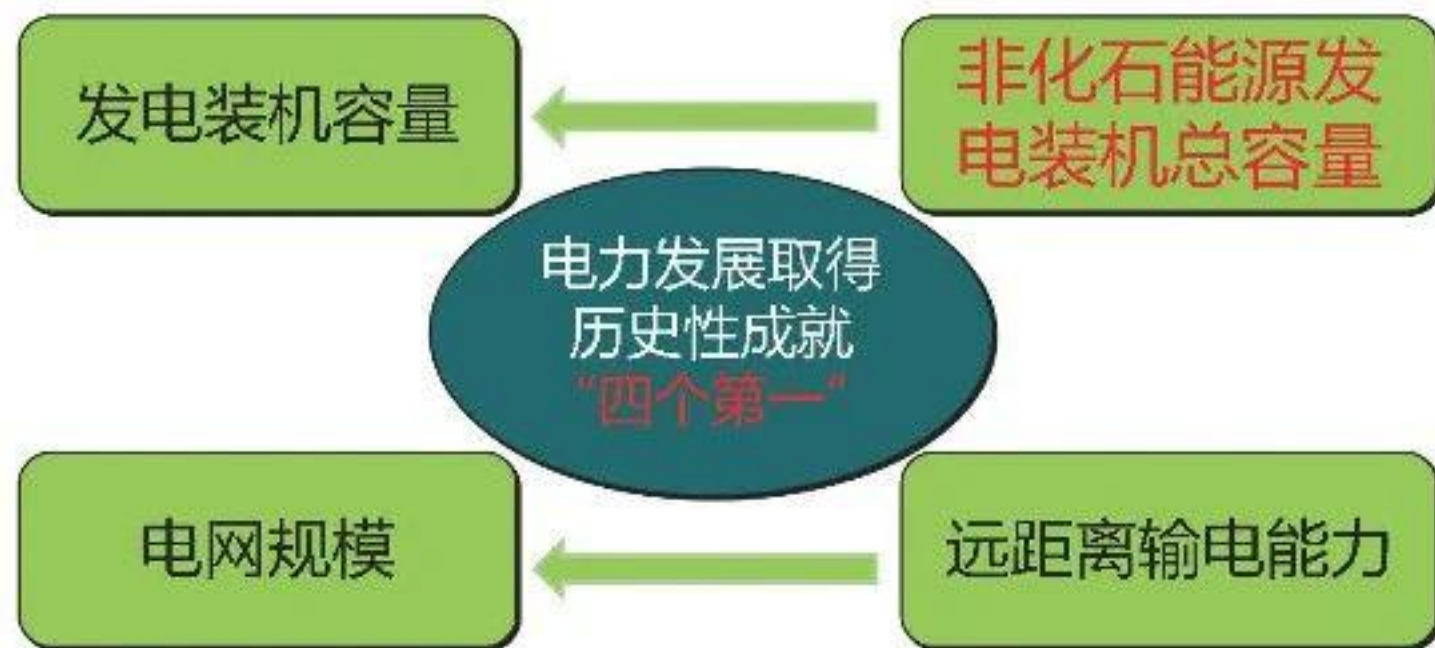 发电装机容量
非化石能源发
电装机总容量
电力发展取得
历史性成就
“四个第一”
电网规模
远距离输电能力